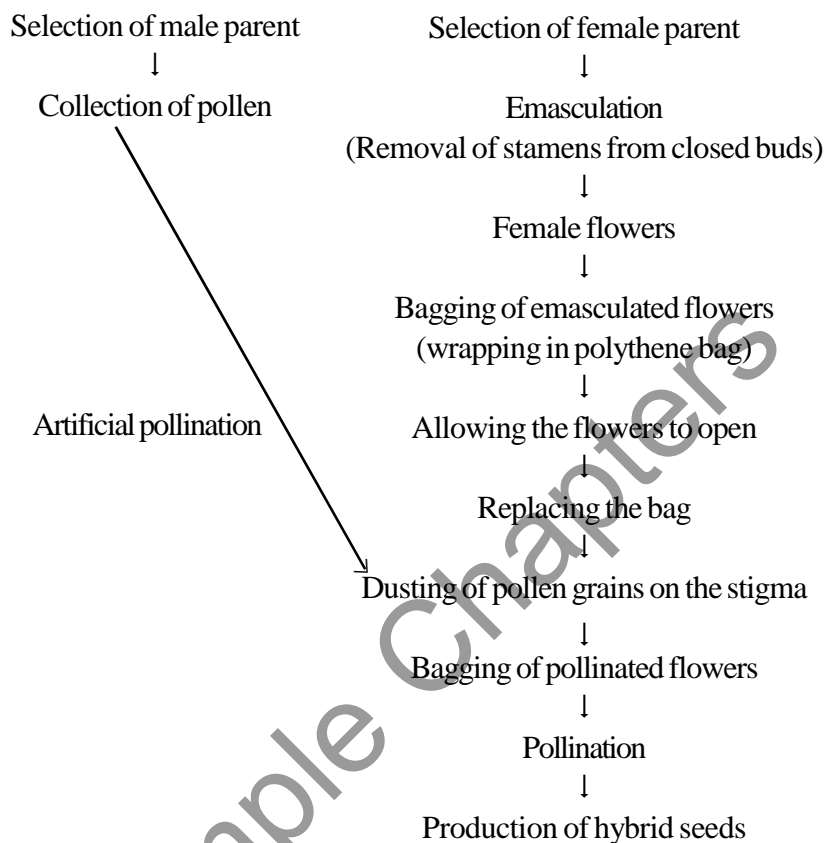 Selection of male parent
Collection of pollen
Artificial pollination
Selection of female parent
Emasculation
(Removal of stamens from closed buds)
Female flowers
Bagging of emasculated flowers
(wrapping in polythene bag)
Allowing the flowers to open
Replacing the bag
Dusting of pollen grains on the stigma
Bagging of pollinated flowers
Pollination
Production of hybrid seeds
Chapters